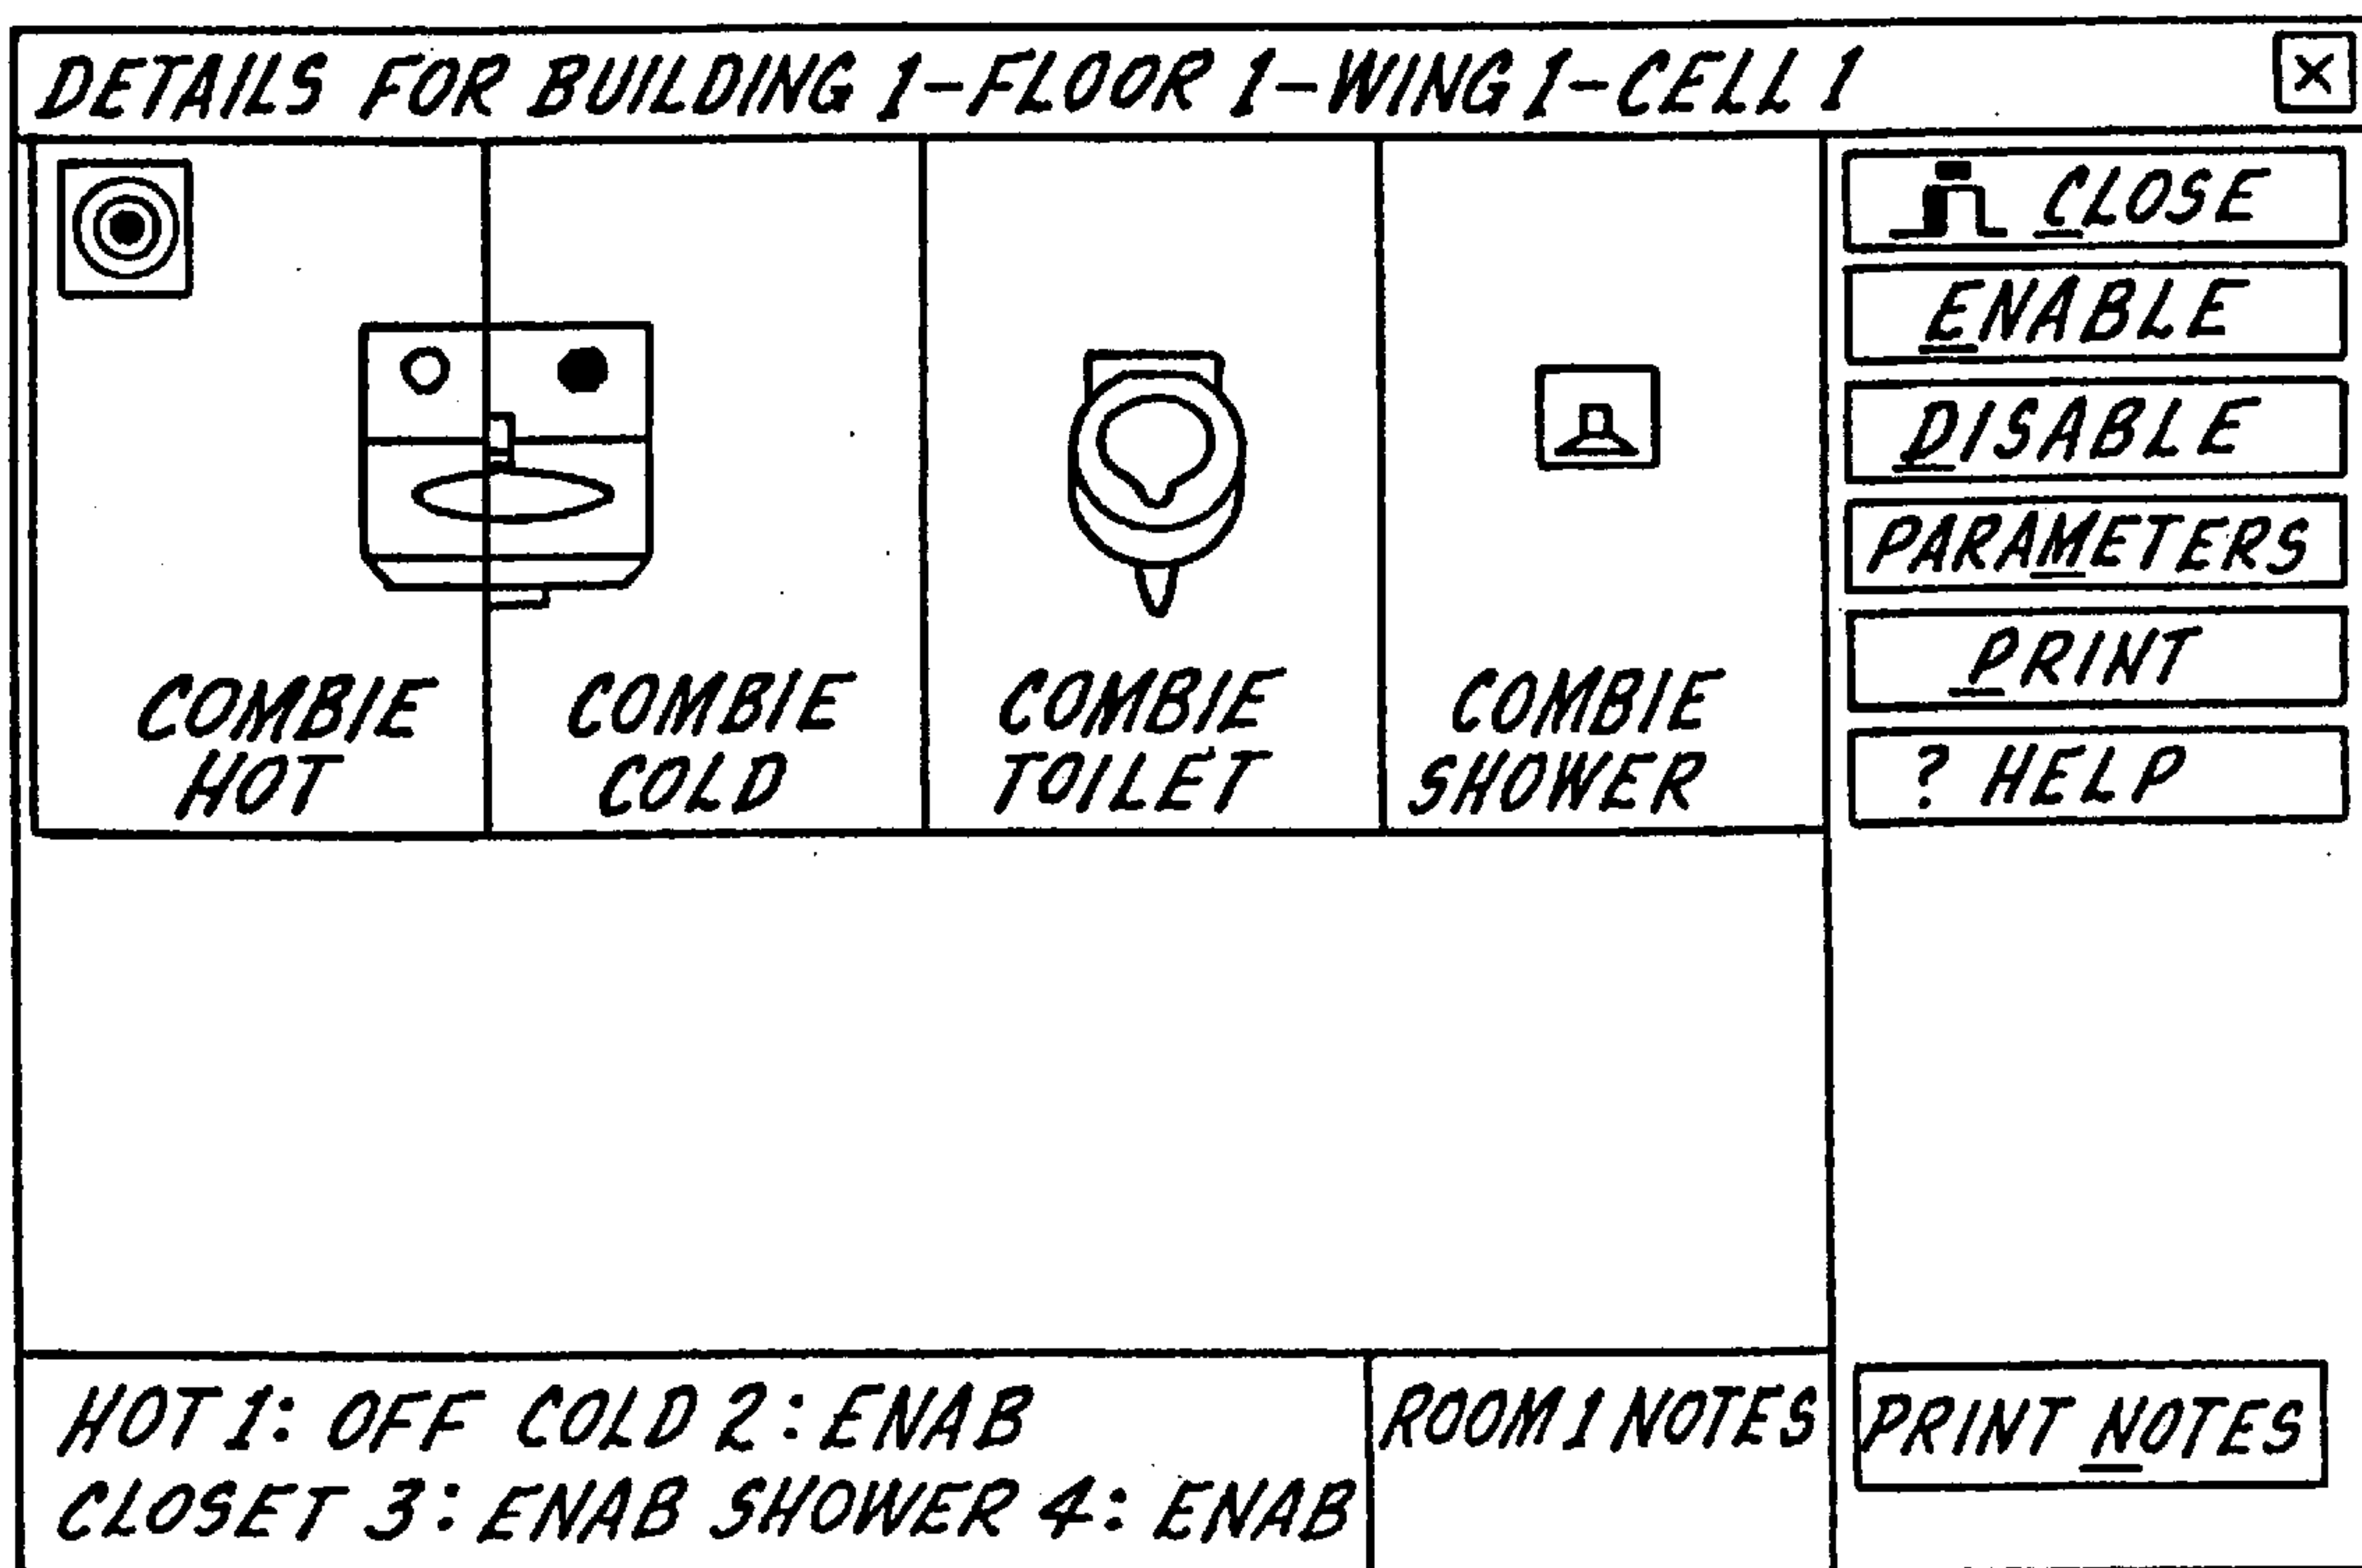 DETAILS FOR BUILDING 1-FLOOR 1-WING 1-CELL 1
X
CLOSE
ENABLE
DISABLE
PARAMETERS
PRINT
? HELP
COMBIE
HOT
COMBIE
COLD
COMBIE
TOILET
COMBIE
SHOWER
HOT 1: OFF COLD 2: ENAB
CLOSET 3: ENAB SHOWER 4: ENAB
ROOM 1 NOTES
PRINT NOTES